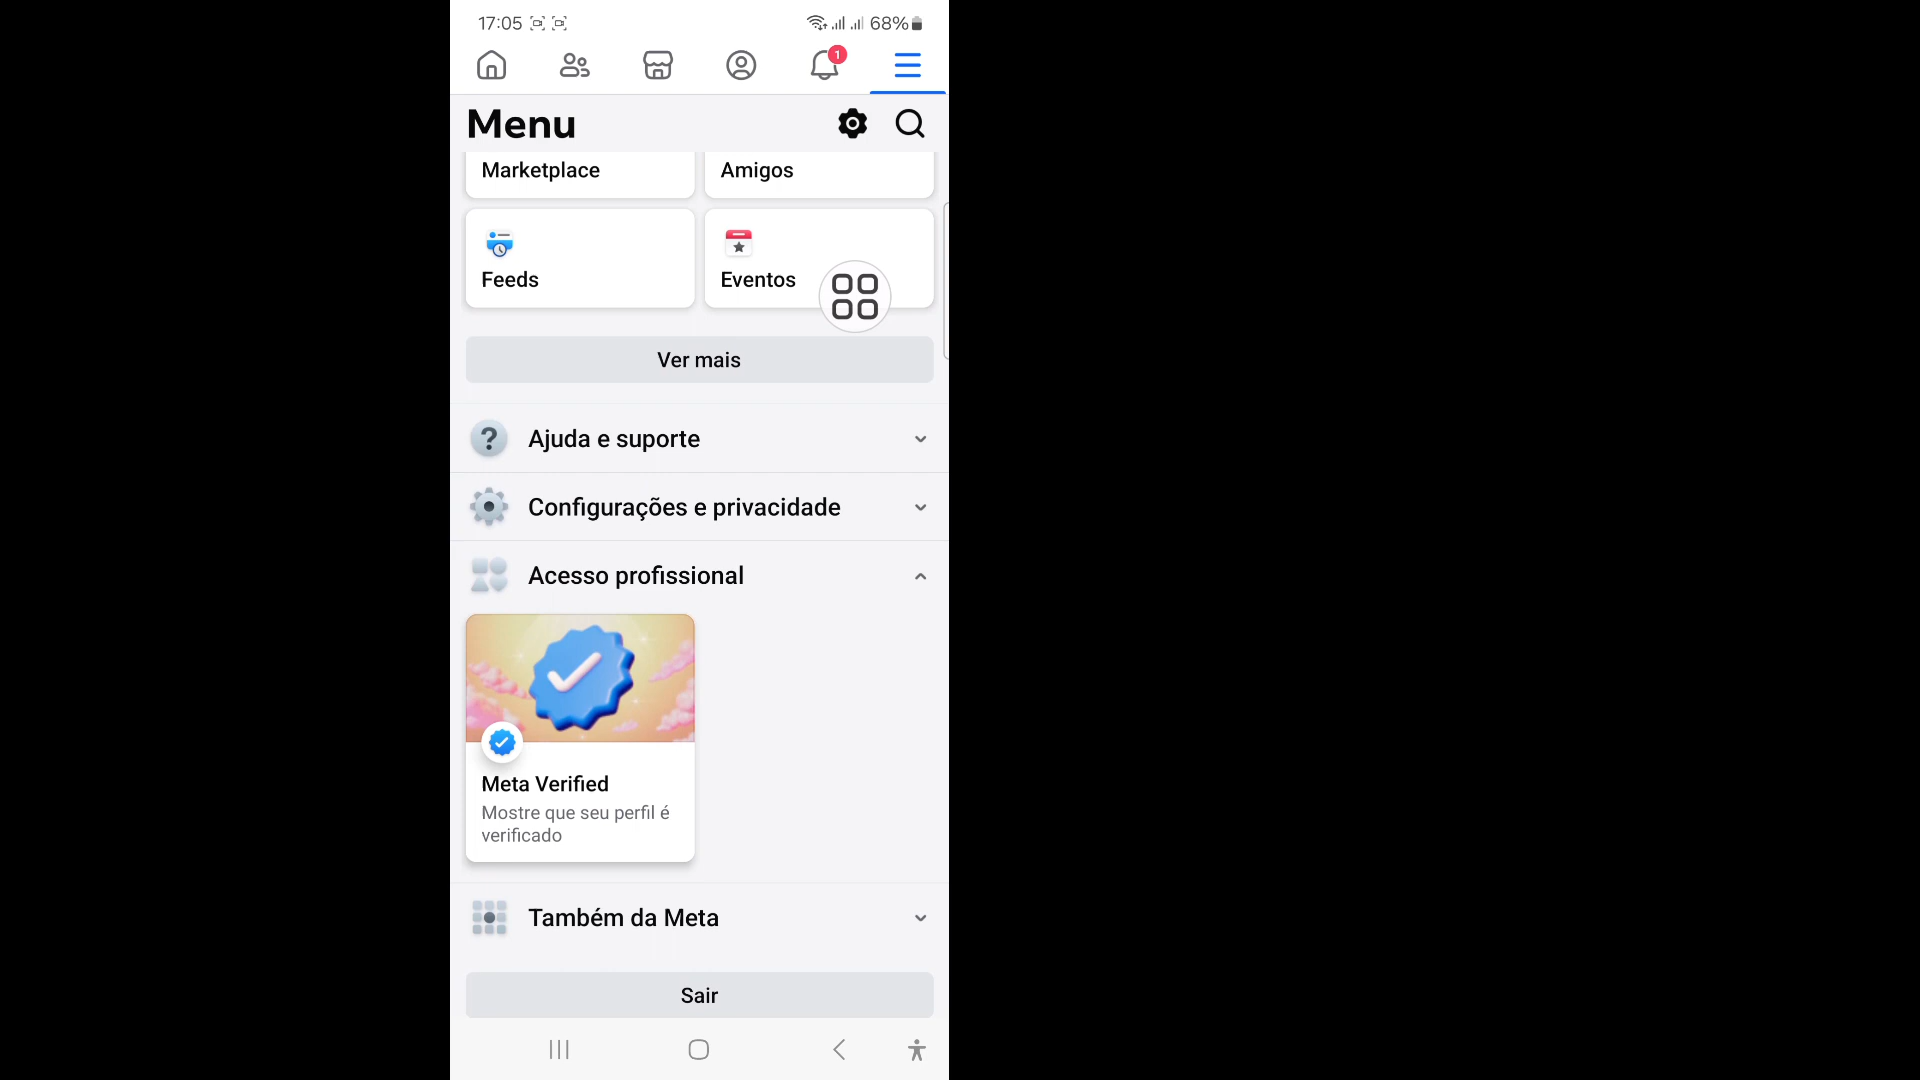 17:05 68%
1
Menu
Marketplace
Amigos
Feeds
Eventos
Ver mais
Ajuda e suporte
Configurações e privacidade
Acesso profissional
Meta Verified
Mostre que seu perfil é
verificado
Também da Meta
Sair